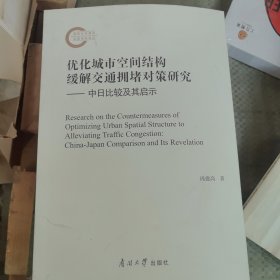 优化城市空间结构
缓解交通拥堵对策研究
——中日比较及其启示
Research on the Countermeasures of
Optimizing Urban Spatial Structure to
Alleviating Traffic Congestion:
China-Japan Comparison and Its Revelation
著
南开大学出版社